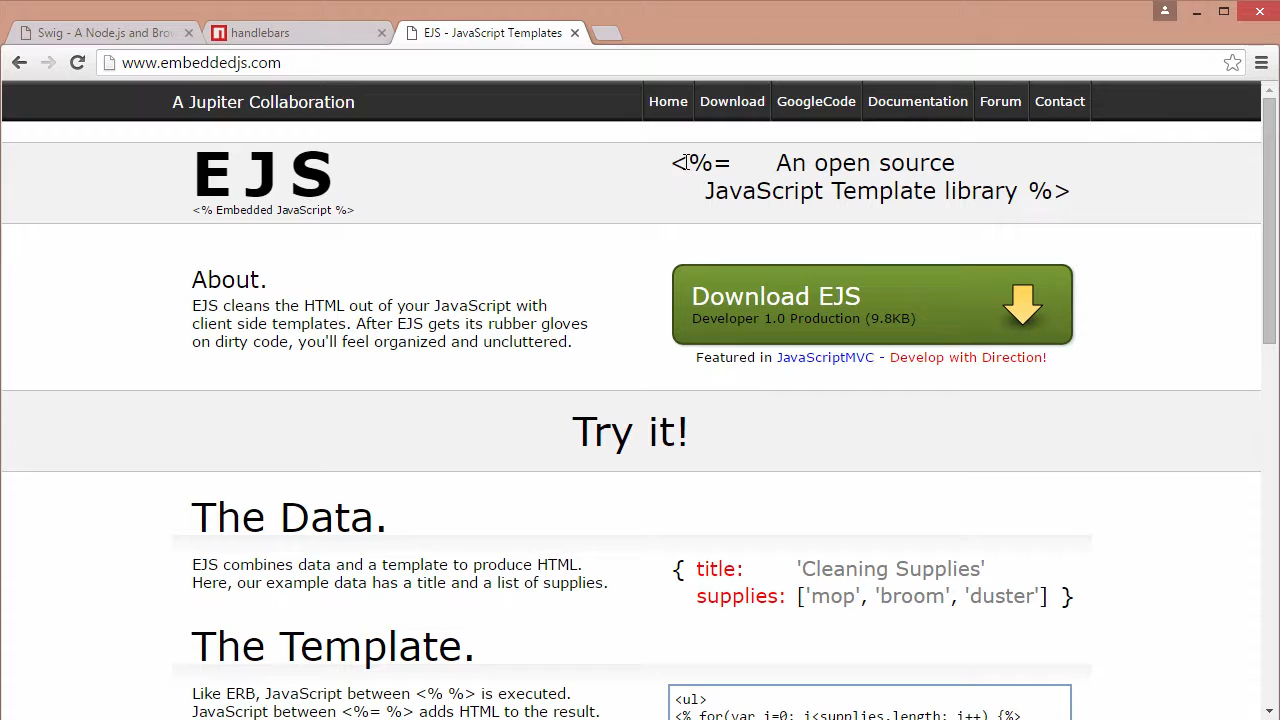 Swig - A Node.js and Bro
handlebars
EJS - JavaScript Templates
www.embeddedjs.com
A Jupiter Collaboration
Home
Download
GoogleCode
Documentation
Forum
Contact
EJS
<% Embedded JavaScript %>
<%= An open source
JavaScript Template library %>
About.
EJS cleans the HTML out of your JavaScript with
client side templates. After EJS gets its rubber gloves
on dirty code, you'll feel organized and uncluttered.
Download EJS
Developer 1.0 Production (9.8KB)
Featured in JavaScriptMVC - Develop with Direction!
Try it!
The Data.
EJS combines data and a template to produce HTML.
Here, our example data has a title and a list of supplies.
{ title: 'Cleaning Supplies'
supplies: ['mop', 'broom', 'duster'] }
The Template.
Like ERB, JavaScript between <% %> is executed.
JavaScript between <%= %> adds HTML to the result.
<ul>
<% for(var i=0; i<supplies.length; i++) {%>